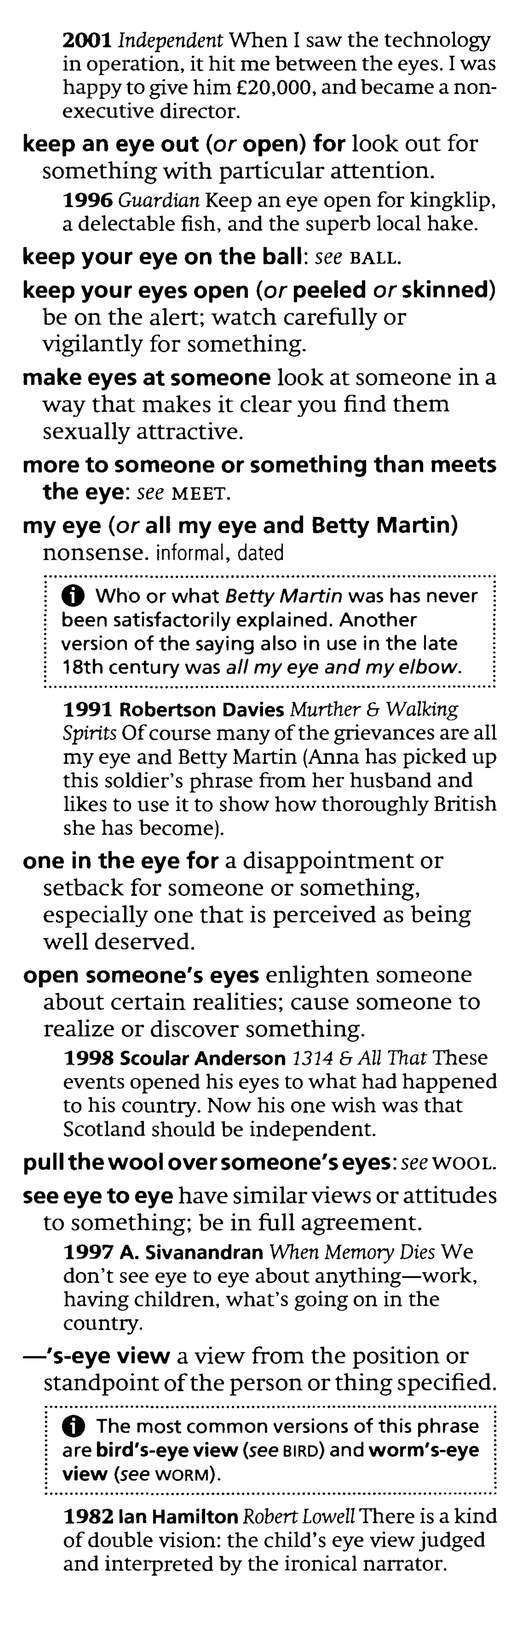 2001 Independent When I saw the technology
in operation, it hit me between the eyes. I was
happy to give him £20,000, and became a non-
executive director.
keep an eye out (or open) for look out for
something with particular attention.
1996 Guardian Keep an eye open for kingklip,
a delectable fish, and the superb local hake.
keep your eye on the ball: see BALL.
keep your eyes open (or peeled or skinned)
be on the alert; watch carefully or
vigilantly for something.
make eyes at someone look at someone in a
way that makes it clear you find them
sexually attractive.
more to someone or something than meets
the eye: see MEET.
my eye (or all my eye and Betty Martin)
nonsense. informal, dated
i Who or what Betty Martin was has never
been satisfactorily explained. Another
version of the saying also in use in the late
18th century was all my eye and my elbow.
1991 Robertson Davies Murther & Walking
Spirits Of course many of the grievances are all
my eye and Betty Martin (Anna has picked up
this soldier's phrase from her husband and
likes to use it to show how thoroughly British
she has become).
one in the eye for a disappointment or
setback for someone or something,
especially one that is perceived as being
well deserved.
open someone's eyes enlighten someone
about certain realities; cause someone to
realize or discover something.
1998 Scoular Anderson 1314 & All That These
events opened his eyes to what had happened
to his country. Now his one wish was that
Scotland should be independent.
pull the wool over someone's eyes: see WOOL.
see eye to eye have similar views or attitudes
to something; be in full agreement.
1997 A. Sivanandran When Memory Dies We
don't see eye to eye about anything—work,
having children, what's going on in the
country.
—'s-eye view a view from the position or
standpoint of the person or thing specified.
i The most common versions of this phrase
are bird's-eye view (see BIRD) and worm's-eye
view (see WORM).
1982 Ian Hamilton Robert Lowell There is a kind
of double vision: the child's eye view judged
and interpreted by the ironical narrator.